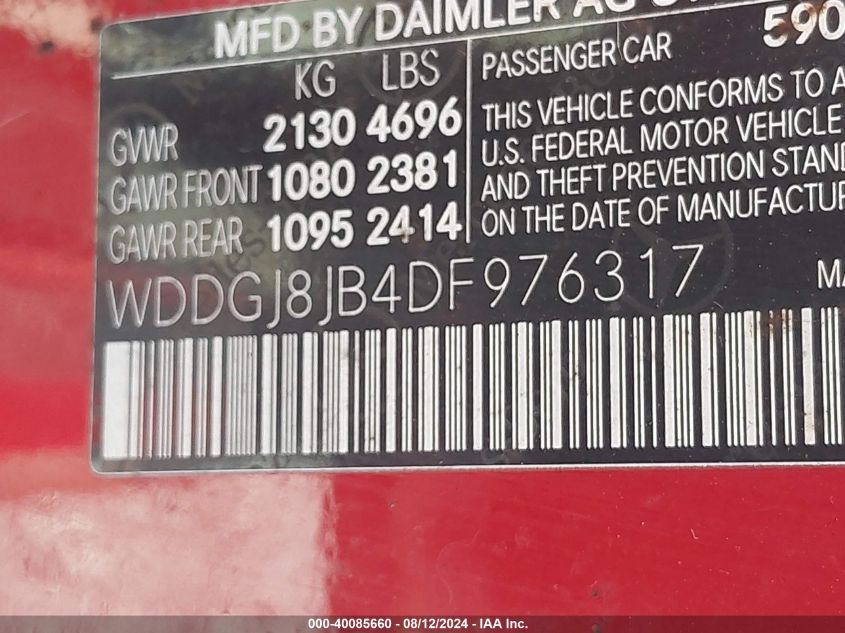 MFD BY DAIMLER AG
590
KG LBS
PASSENGER CAR
GVWR 2130 4696
GAWR FRONT 1080 2381
GAWR REAR 1095 2414
THIS VEHICLE CONFORMS TO A
U.S. FEDERAL MOTOR VEHICLE
AND THEFT PREVENTION STAND
ON THE DATE OF MANUFACTUR
WDDGJ8JB4DF976317
MA
000-40085660 - 08/12/2024 - IAA Inc.